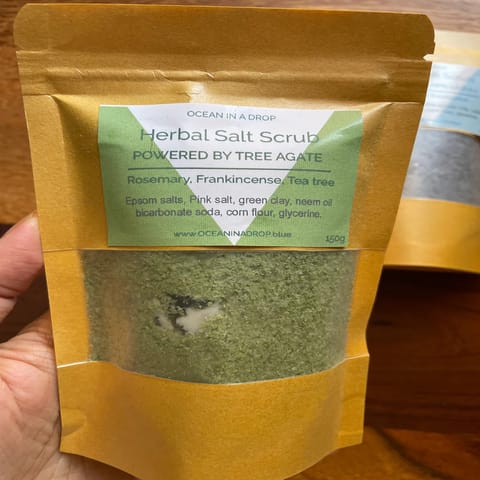 OCEAN IN A DROP
Herbal Salt Scrub
POWERED BY TREE AGATE
Rosemary, Frankincense, Tea tree
Epsom salts, Pink salt, green clay, neem oil
bicarbonate soda, corn flour, glycerine.
www.OCEANINADROP.blue
150g